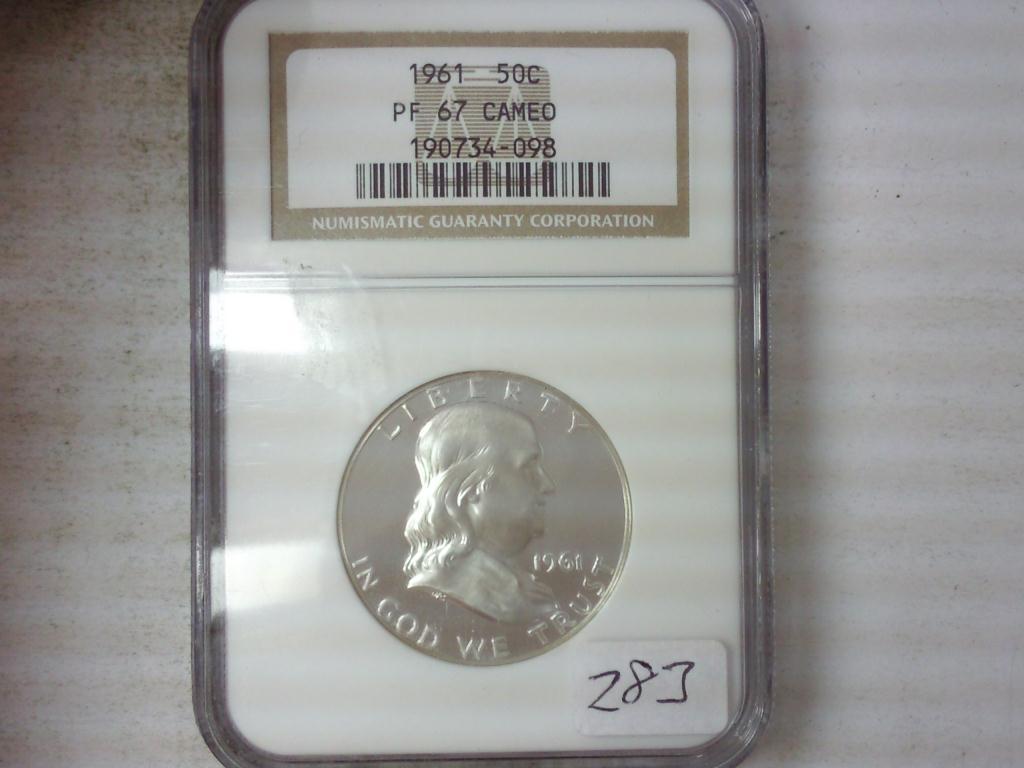 1961 50C
PF 67 CAMEO
190734-098
NUMISMATIC GUARANTY CORPORATION
LIBERTY
1961
IN GOD WE TRUST
283